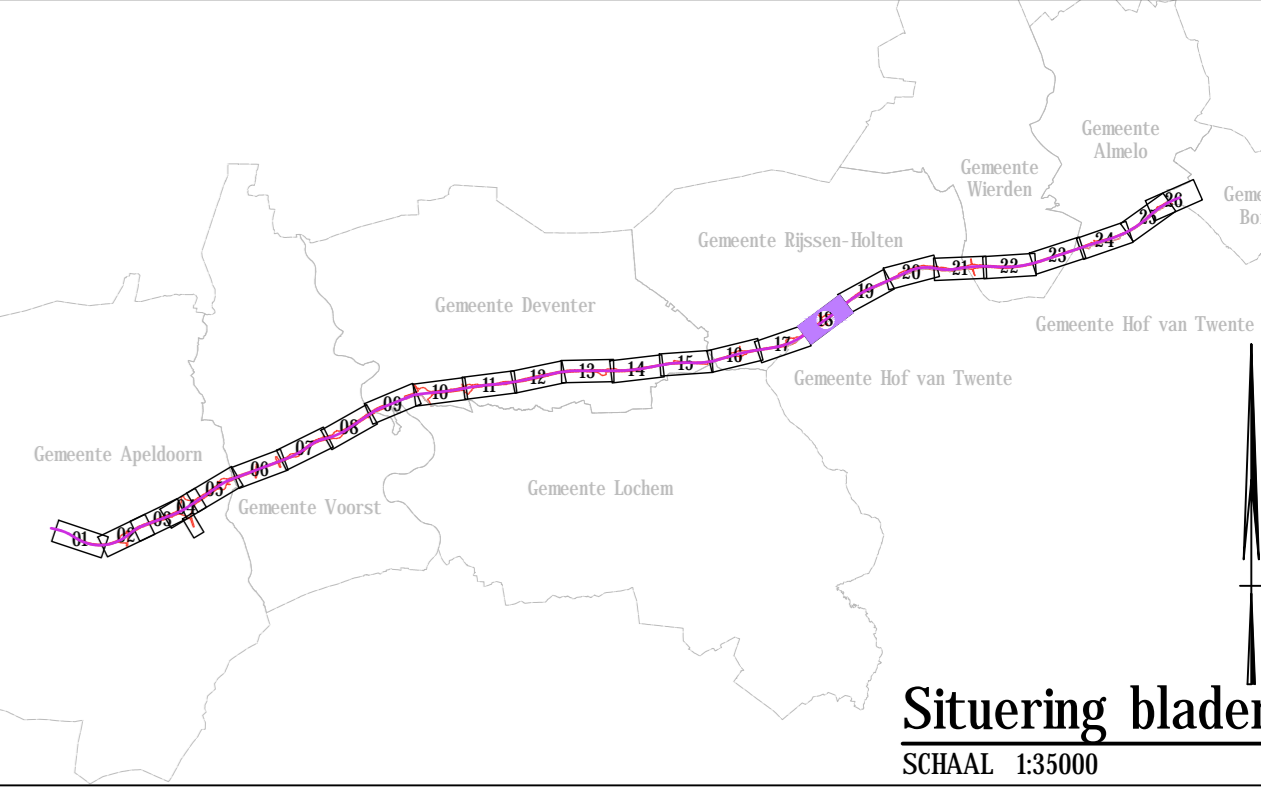 Gemeente
Almelo
Gemeente
Wierden
Gemeente Rijssen-Holten
Gemeente Deventer
Gemeente Hof van Twente
Gemeente Hof van Twente
Gemeente Apeldoorn
Gemeente Voorst
Gemeente Lochem
01
02
03
04
05
06
07
08
09
10
11
12
13
14
15
16
17
18
19
20
21
22
23
24
25
26
Situering blade
SCHAAL 1:35000